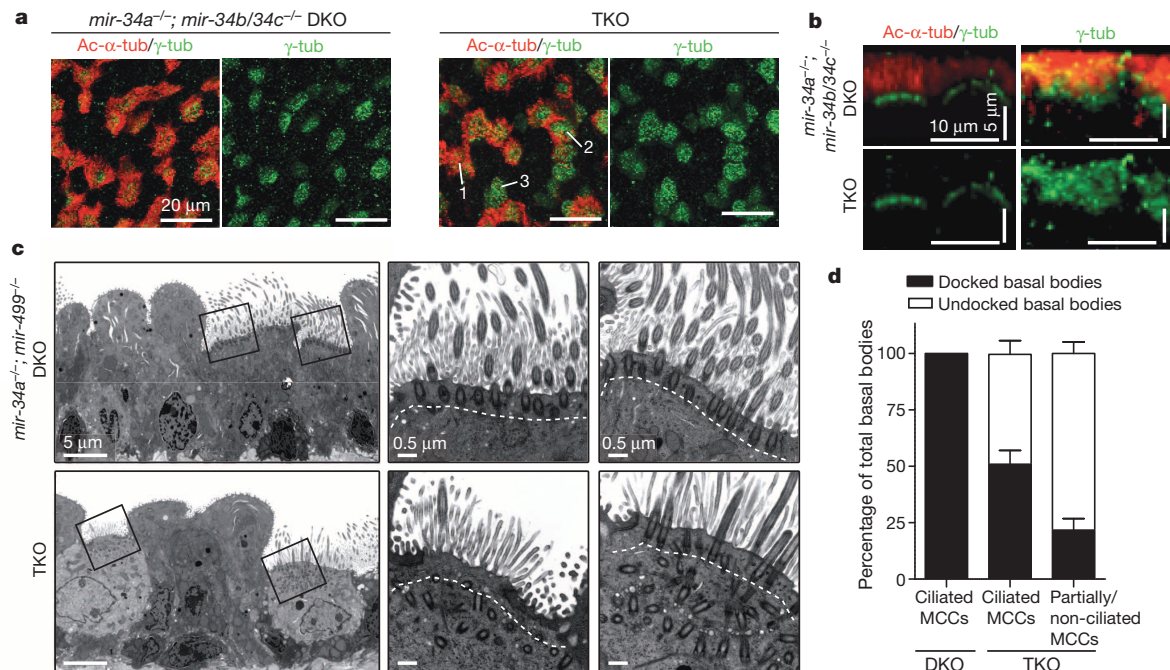 a
mir-34a−/−; mir-34b/34c−/− DKO
TKO
Ac-α-tub/γ-tub
γ-tub
Ac-α-tub/γ-tub
γ-tub
20 μm
1
2
3
b
Ac-α-tub/γ-tub
γ-tub
mir-34a−/−;
mir-34b/34c−/−
DKO
TKO
10 μm
5 μm
c
mir-34a−/−; mir-499−/−
DKO
TKO
5 μm
0.5 μm
0.5 μm
d
Docked basal bodies
Undocked basal bodies
Percentage of total basal bodies
100
75
50
25
0
Ciliated
MCCs
Ciliated
MCCs
Partially/
non-ciliated
MCCs
DKO
TKO